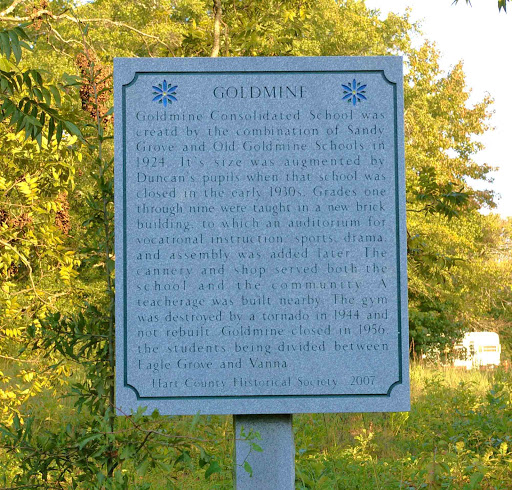 GOLDMINE
Goldmine Consolidated School was
creatd by the combination of Sandy
Grove and Old Goldmine Schools in
1924. It's size was augmented by
Duncan's pupils when that school was
closed in the early 1930s. Grades one
through nine were taught in a new brick
building, to which an auditorium for
vocational instruction, sports, drama,
and assembly was added later. The
cannery and shop served both the
school and the community. A
teacherage was built nearby. The gym
was destroyed by a tornado in 1944 and
not rebuilt. Goldmine closed in 1956,
the students being divided between
Eagle Grove and Vanna.
Hart County Historical Society 2007